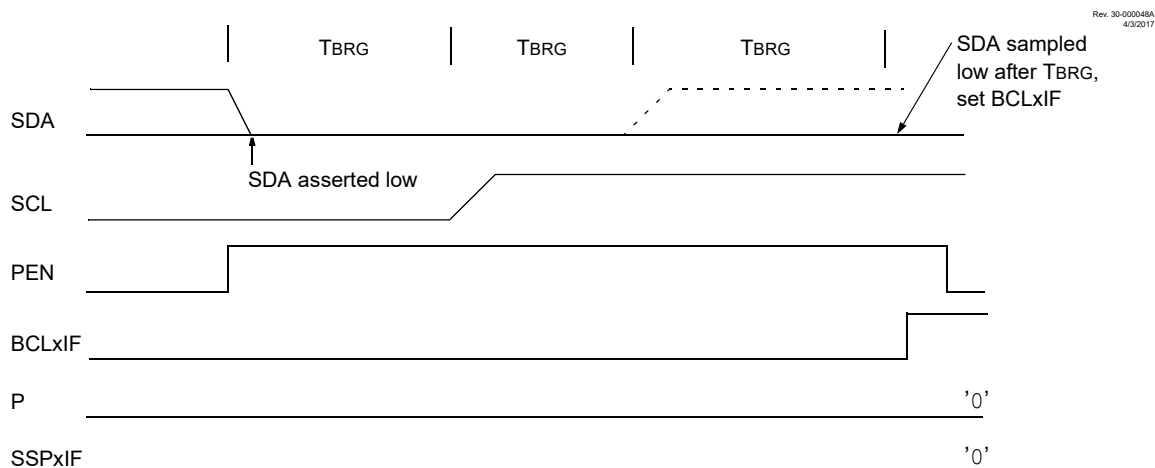 Rev. 30-000048A
4/3/2017
TBRG
TBRG
TBRG
SDA sampled
low after TBRG,
set BCLxIF
SDA
SDA asserted low
SCL
PEN
BCLxIF
P
'0'
SSPxIF
'0'